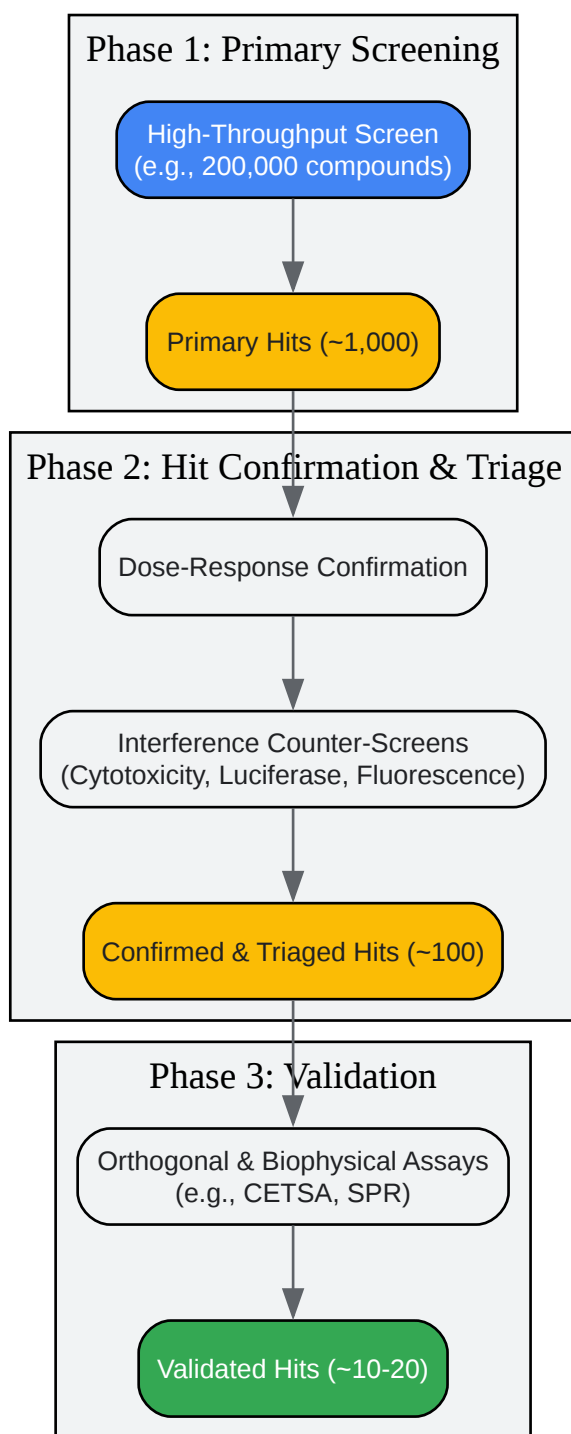 Phase 1: Primary Screening
High-Throughput Screen
(e.g., 200,000 compounds)
Primary Hits (~1,000)
Phase 2: Hit Confirmation & Triage
Dose-Response Confirmation
Interference Counter-Screens
(Cytotoxicity, Luciferase, Fluorescence)
Confirmed & Triaged Hits (~100)
Phase 3: Validation
Orthogonal & Biophysical Assays
(e.g., CETSA, SPR)
Validated Hits (~10-20)